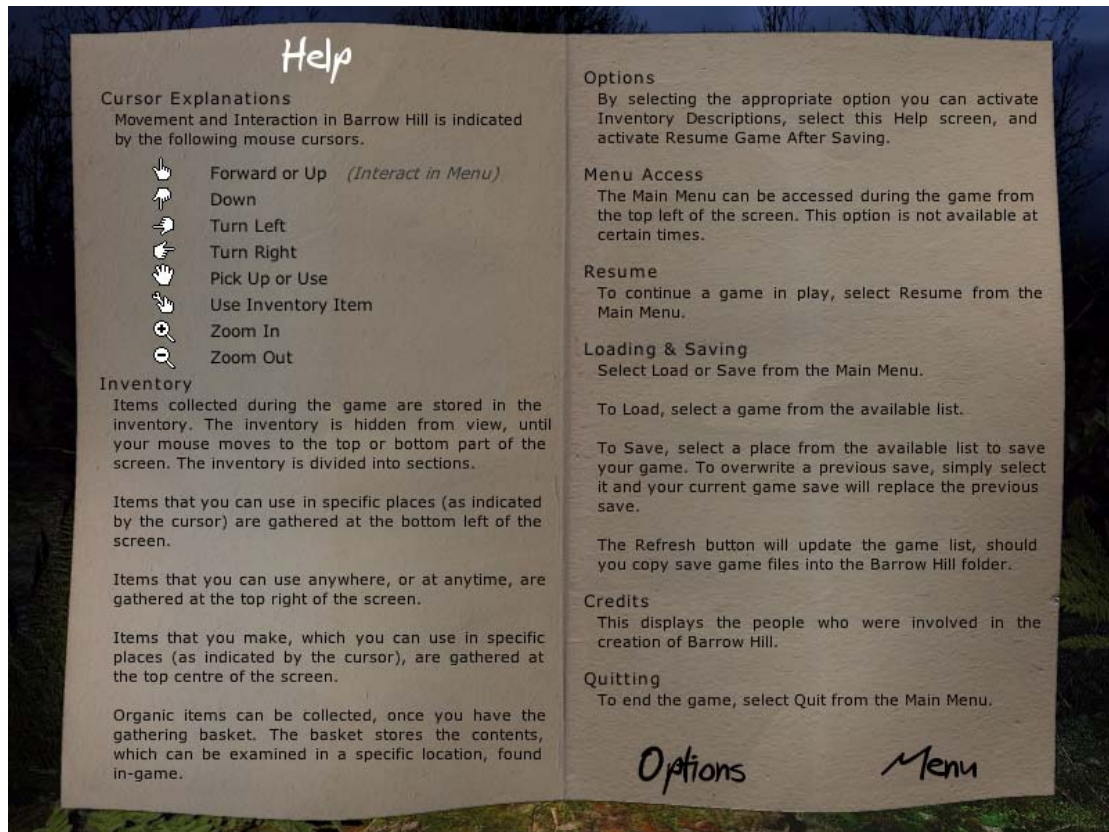 Help
Cursor Explanations
Movement and Interaction in Barrow Hill is indicated
by the following mouse cursors.
Forward or Up (Interact in Menu)
Down
Turn Left
Turn Right
Pick Up or Use
Use Inventory Item
Zoom In
Zoom Out
Inventory
Items collected during the game are stored in the
inventory. The inventory is hidden from view, until
your mouse moves to the top or bottom part of the
screen. The inventory is divided into sections.
Items that you can use in specific places (as indicated
by the cursor) are gathered at the bottom left of the
screen.
Items that you can use anywhere, or at anytime, are
gathered at the top right of the screen.
Items that you make, which you can use in specific
places (as indicated by the cursor), are gathered at
the top centre of the screen.
Organic items can be collected, once you have the
gathering basket. The basket stores the contents,
which can be examined in a specific location, found
in-game.
Options
By selecting the appropriate option you can activate
Inventory Descriptions, select this Help screen, and
activate Resume Game After Saving.
Menu Access
The Main Menu can be accessed during the game from
the top left of the screen. This option is not available at
certain times.
Resume
To continue a game in play, select Resume from the
Main Menu.
Loading & Saving
Select Load or Save from the Main Menu.
To Load, select a game from the available list.
To Save, select a place from the available list to save
your game. To overwrite a previous save, simply select
it and your current game save will replace the previous
save.
The Refresh button will update the game list, should
you copy save game files into the Barrow Hill folder.
Credits
This displays the people who were involved in the
creation of Barrow Hill.
Quitting
To end the game, select Quit from the Main Menu.
Options
Menu